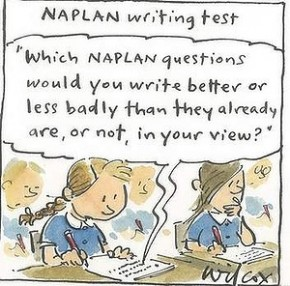 NAPLAN writing test
"Which NAPLAN questions
would you write better or
less badly than they already
are, or not, in your view?"
Wilcox